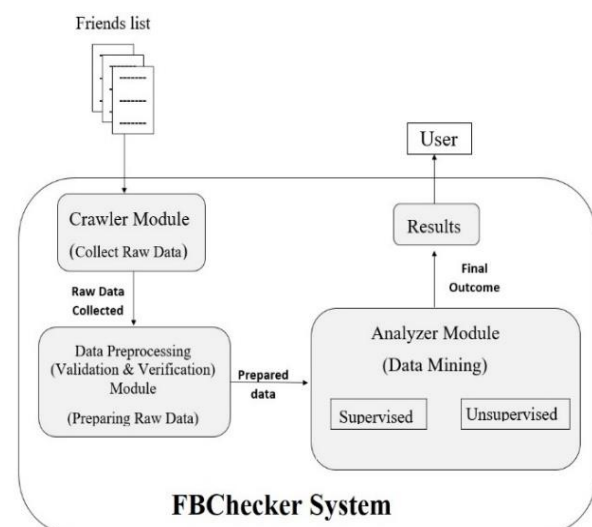 Friends list
User
Crawler Module
(Collect Raw Data)
Results
Raw Data
Collected
Final
Outcome
Data Preprocessing
(Validation & Verification)
Module
(Preparing Raw Data)
Prepared
data
Analyzer Module
(Data Mining)
Supervised
Unsupervised
FBChecker System